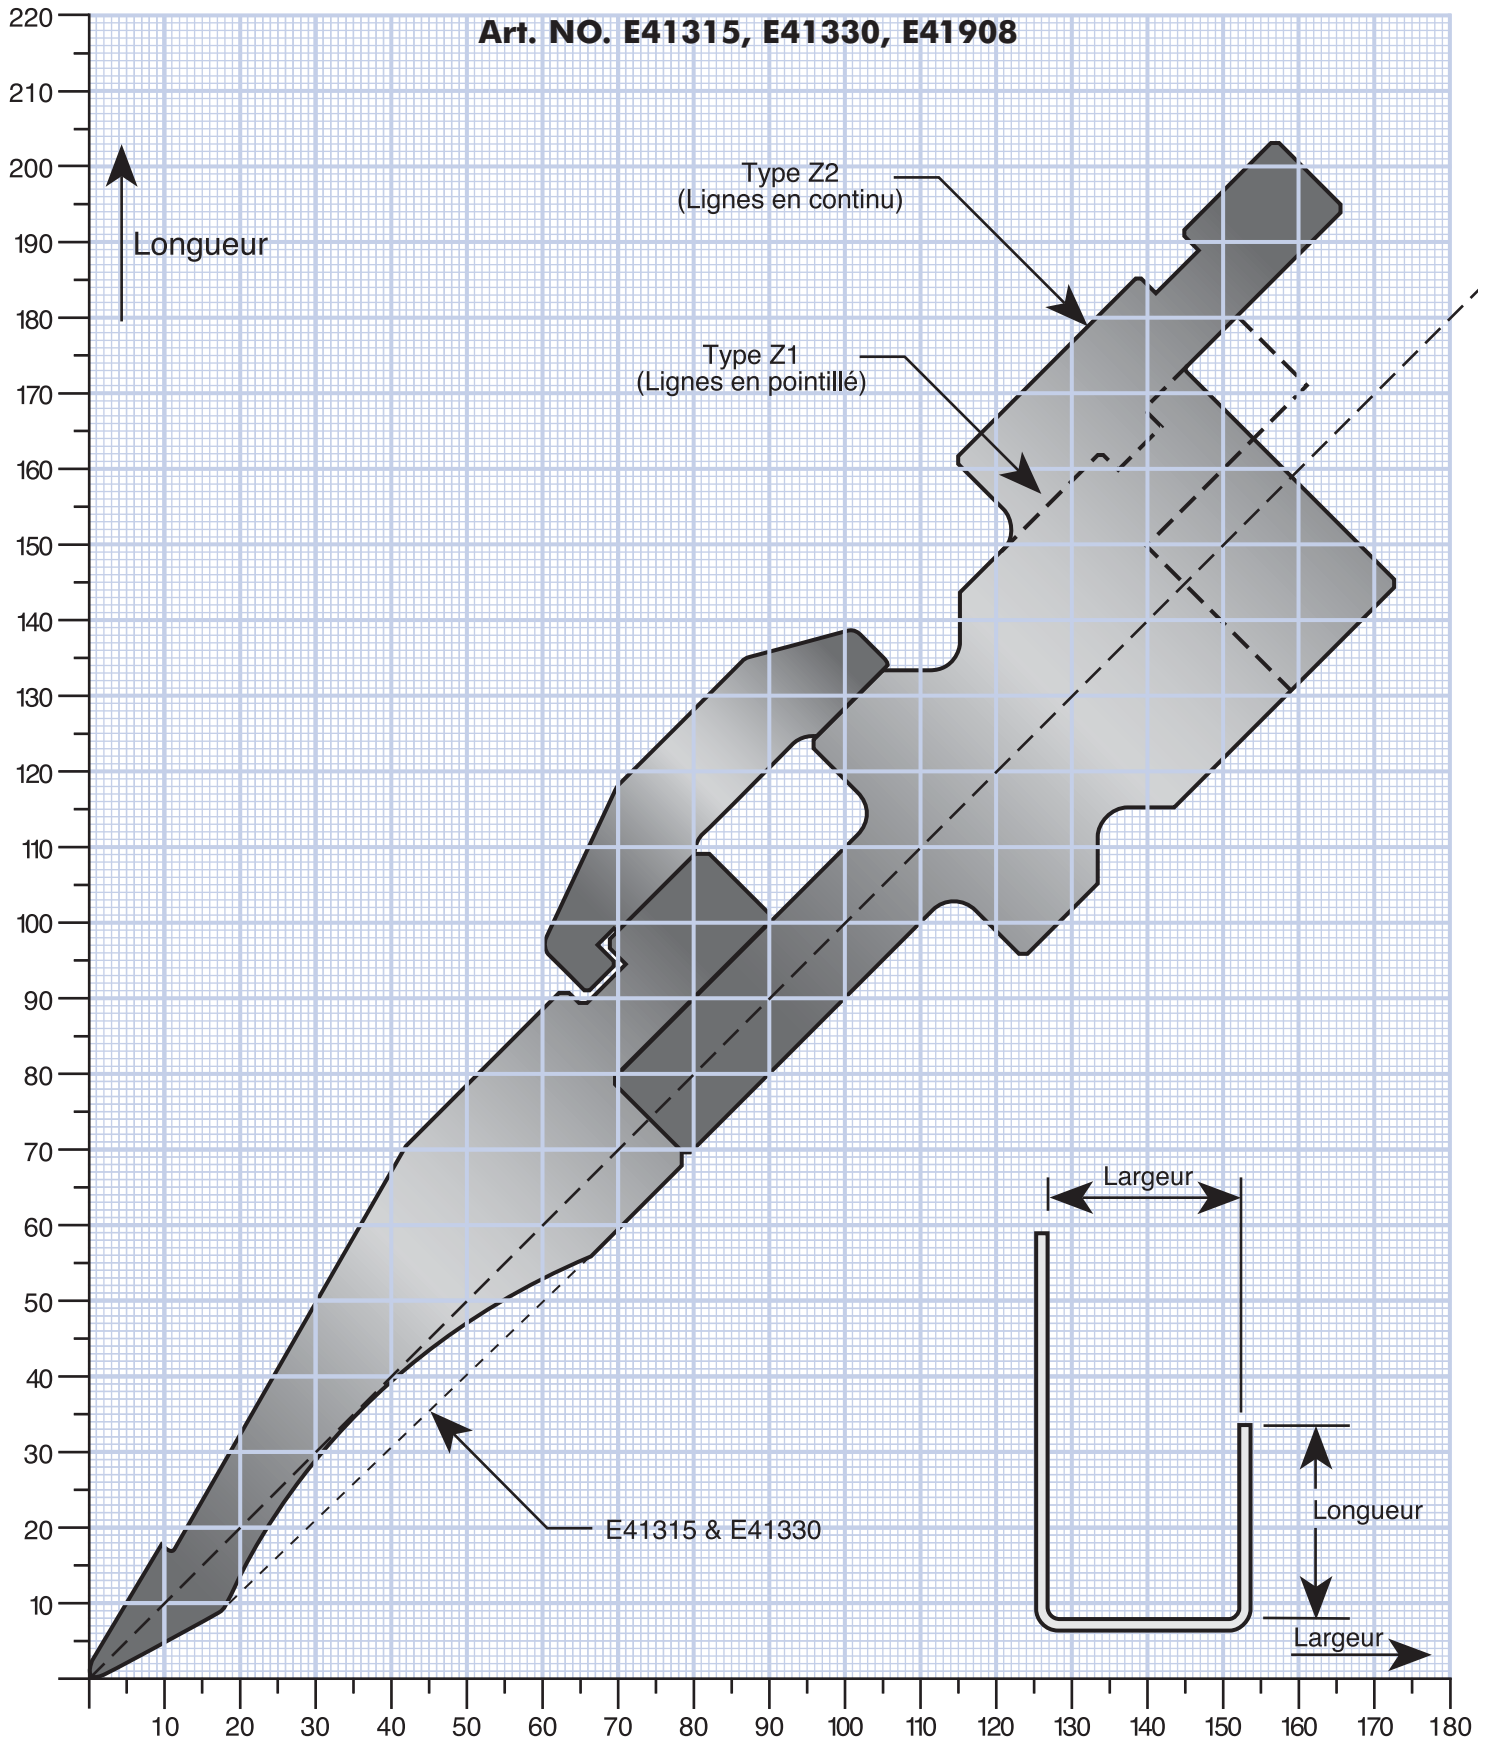 Art. NO. E41315, E41330, E41908
220
210
200
190
180
170
160
150
140
130
120
110
100
90
80
70
60
50
40
30
20
10
Longueur
Type Z2
(Lignes en continu)
Type Z1
(Lignes en pointillé)
E41315 & E41330
Largeur
Longueur
Largeur
10 20 30 40 50 60 70 80 90 100 110 120 130 140 150 160 170 180